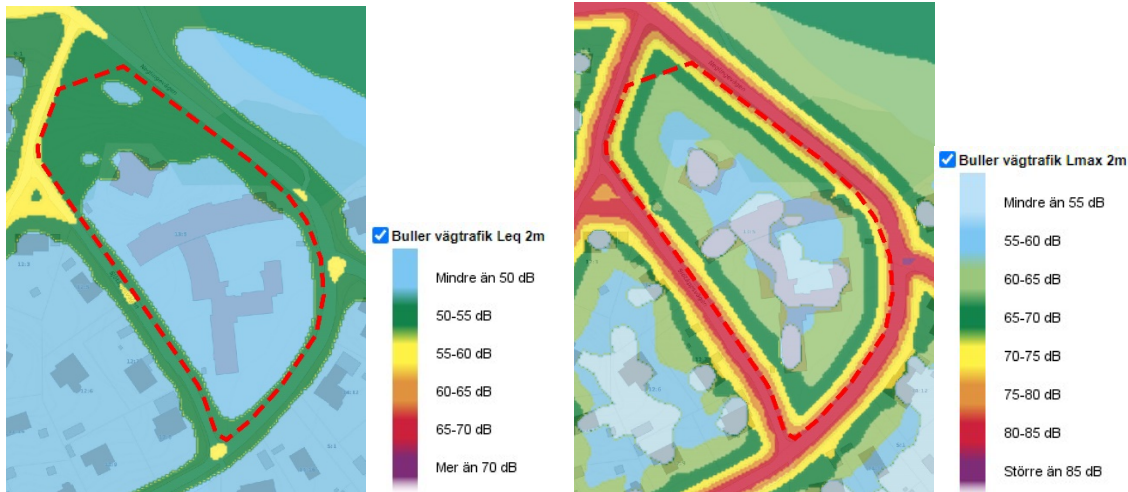 Buller vägtrafik Leq 2m
Mindre än 50 dB
50-55 dB
55-60 dB
60-65 dB
65-70 dB
Mer än 70 dB
Buller vägtrafik Lmax 2m
Mindre än 55 dB
55-60 dB
60-65 dB
65-70 dB
70-75 dB
75-80 dB
80-85 dB
Större än 85 dB